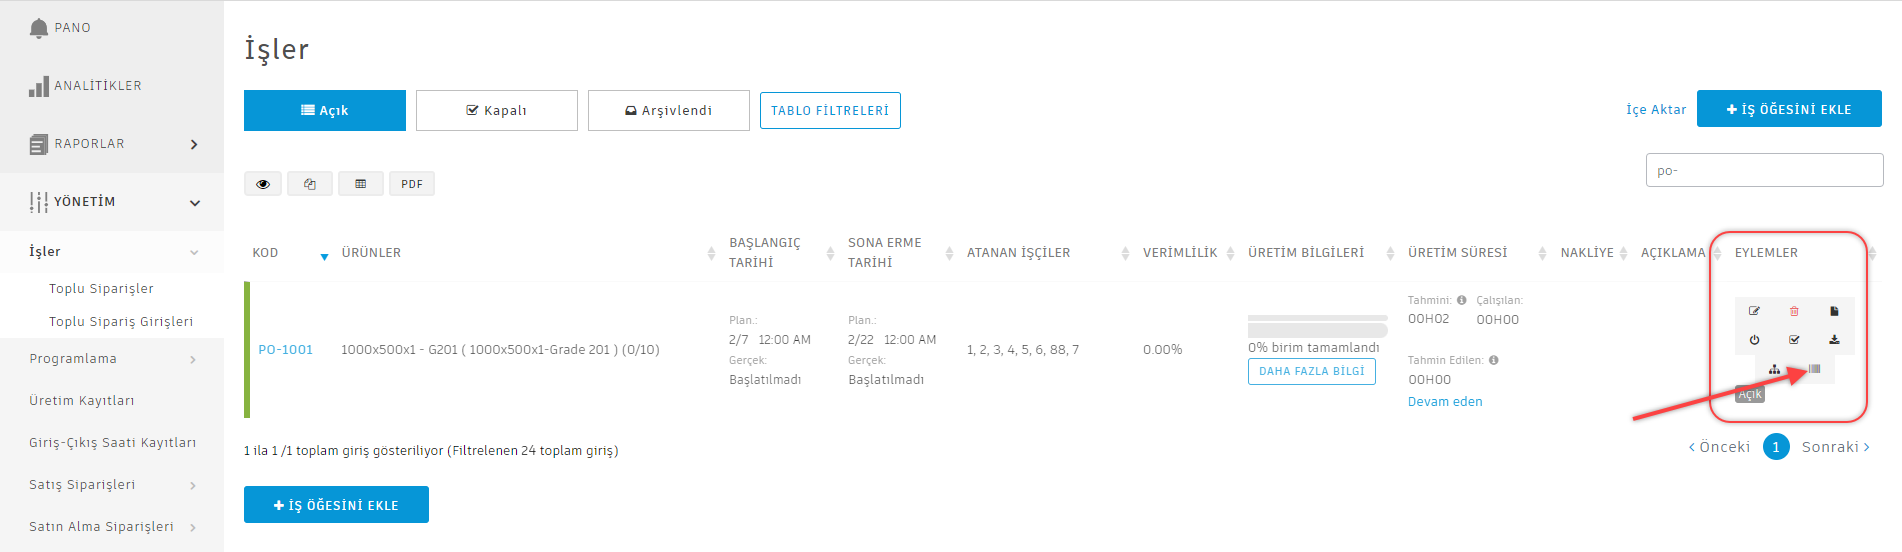 PANO
ANALİTİKLER
RAPORLAR
YÖNETİM
İşler
Toplu Siparişler
Toplu Sipariş Girişleri
Programlama
Üretim Kayıtları
Giriş-Çıkış Saati Kayıtları
Satış Siparişleri
Satın Alma Siparişleri
İşler
Açık
Kapalı
Arşivlendi
TABLO FİLTRELERİ
İçe Aktar
+ İŞ ÖĞESİNİ EKLE
PDF
po-
KOD
ÜRÜNLER
BAŞLANGIÇ
TARİHİ
SONA ERME
TARİHİ
ATANAN İŞÇİLER
VERİMLİLİK
ÜRETİM BİLGİLERİ
ÜRETİM SÜRESİ
NAKLİYE
AÇIKLAMA
EYLEMLER
PO-1001
1000x500x1 - G201 ( 1000x500x1-Grade 201 ) (0/10)
Plan.:
2/7 12:00 AM
Gerçek:
Başlatılmadı
Plan.:
2/22 12:00 AM
Gerçek:
Başlatılmadı
1, 2, 3, 4, 5, 6, 88, 7
0.00%
0% birim tamamlandı
DAHA FAZLA BİLGİ
Tahmini: Çalışılan:
00H02 00H00
Tahmin Edilen:
00H00
Devam eden
Açık
1 ila 1 /1 toplam giriş gösteriliyor (Filtrelenen 24 toplam giriş)
< Önceki 1 Sonraki >
+ İŞ ÖĞESİNİ EKLE